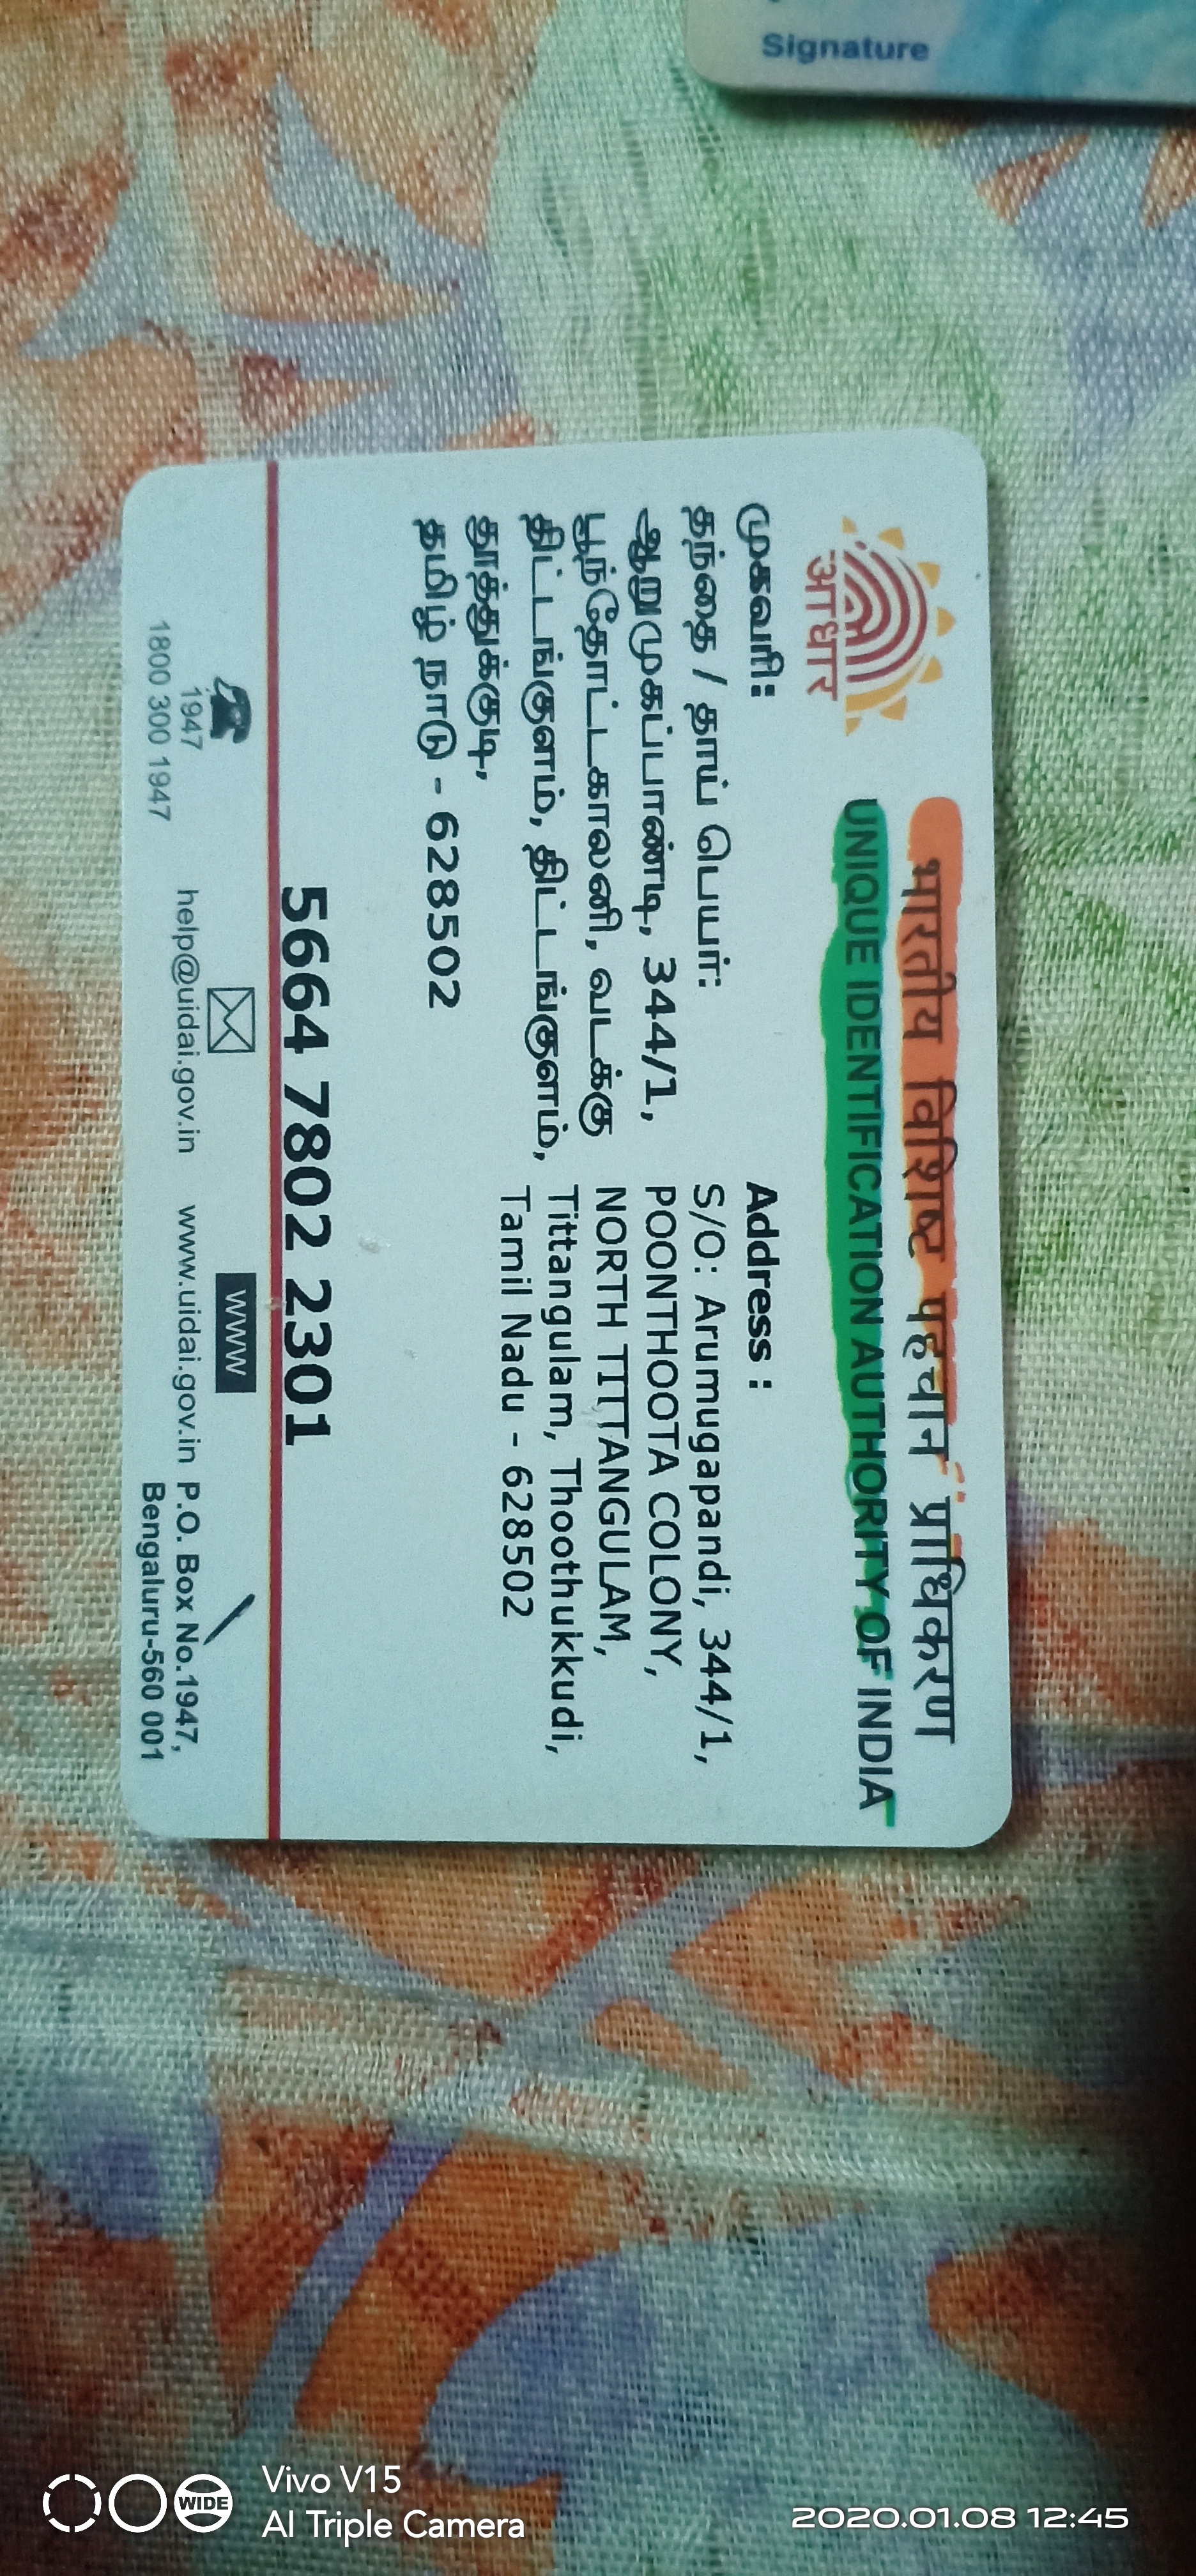 Signature
भारतीय विशिष्ट पहचान प्राधिकरण
UNIQUE IDENTIFICATION AUTHORITY OF INDIA
आधार
முகவரி:
தந்தை / தாய் பெயர்:
ஆறுமுகப்பாண்டி, 344/1,
பூந்தோட்டகாலனி, வடக்கு
திட்டங்குளம், திட்டங்குளம்,
தூத்துக்குடி,
தமிழ் நாடு - 628502
Address :
S/O: Arumugapandi, 344/1,
POONTHOOTA COLONY,
NORTH TITTANGULAM,
Tittangulam, Thoothukkudi,
Tamil Nadu - 628502
5664 7802 2301
1947
1800 300 1947
help@uidai.gov.in
www
www.uidai.gov.in
P.O. Box No.1947,
Bengaluru-560 001
WIDE
Vivo V15
AI Triple Camera
2020.01.08 12:45